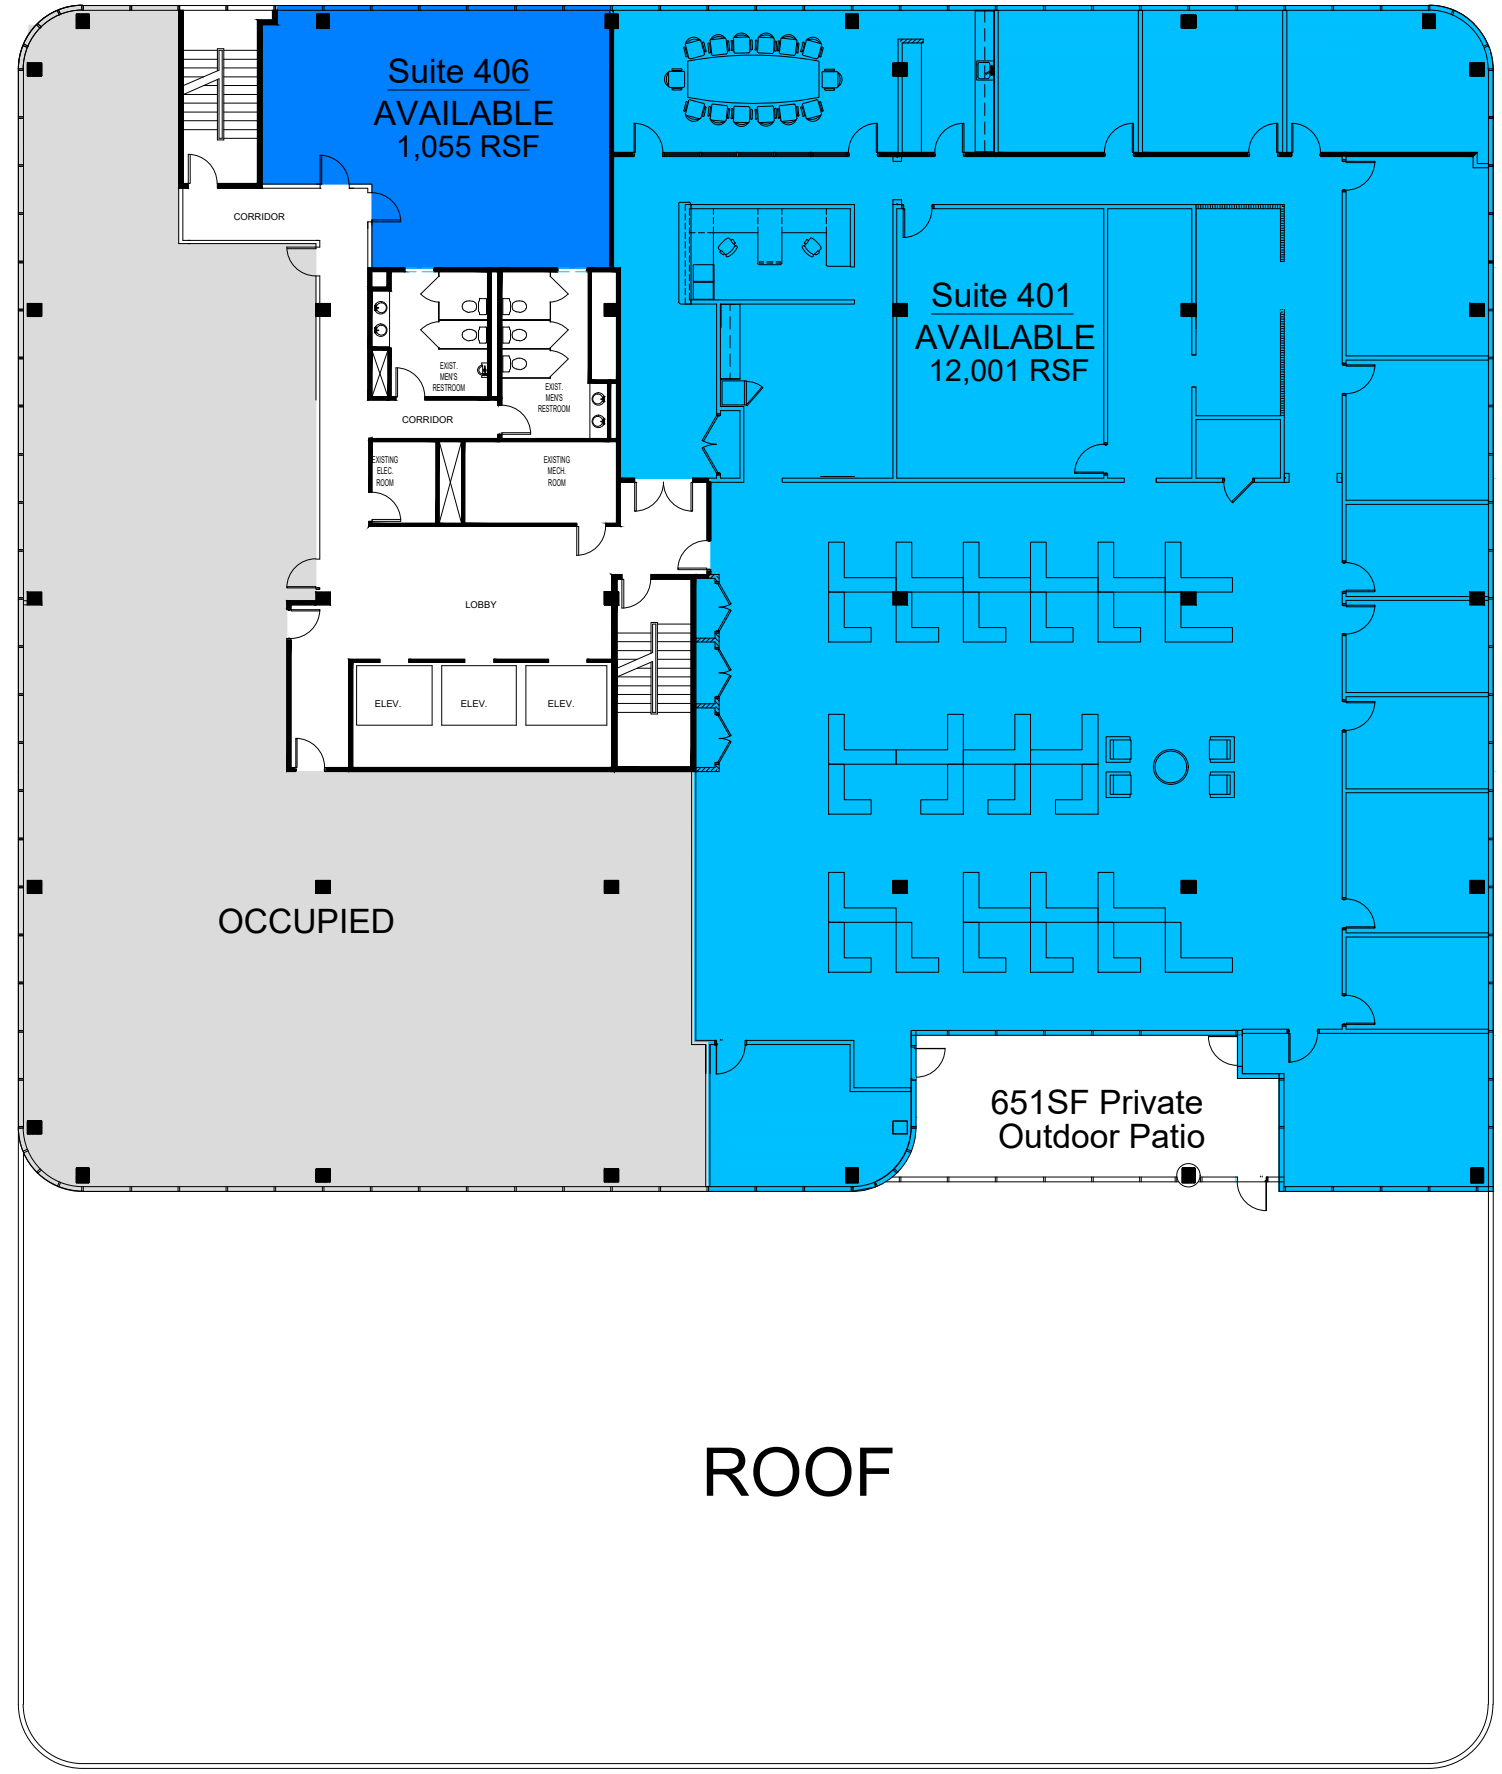 Suite 406
AVAILABLE
1,055 RSF
CORRIDOR
Suite 401
AVAILABLE
12,001 RSF
EXIST.
MEN'S
RESTROOM
EXIST.
MEN'S
RESTROOM
CORRIDOR
EXISTING
ELEC.
ROOM
EXISTING
MECH.
ROOM
LOBBY
ELEV.
ELEV.
ELEV.
OCCUPIED
651SF Private
Outdoor Patio
ROOF